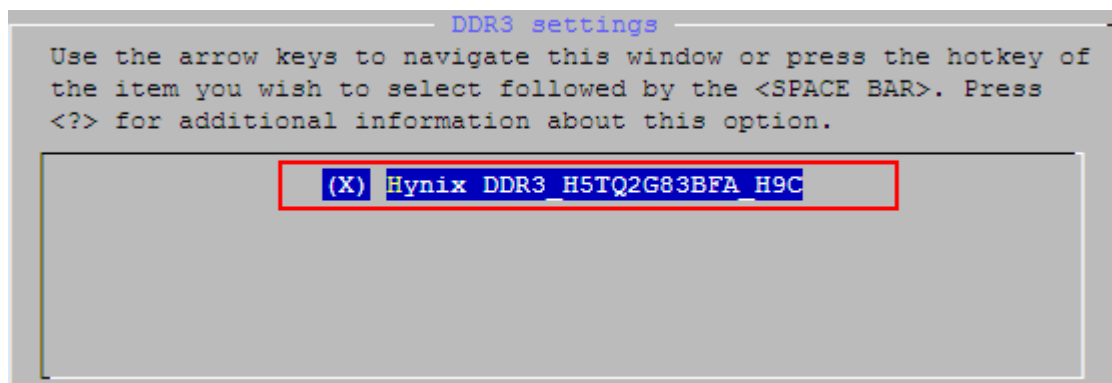 DDR3 settings
Use the arrow keys to navigate this window or press the hotkey of
the item you wish to select followed by the <SPACE BAR>. Press
<?> for additional information about this option.
(X) Hynix DDR3_H5TQ2G83BFA_H9C